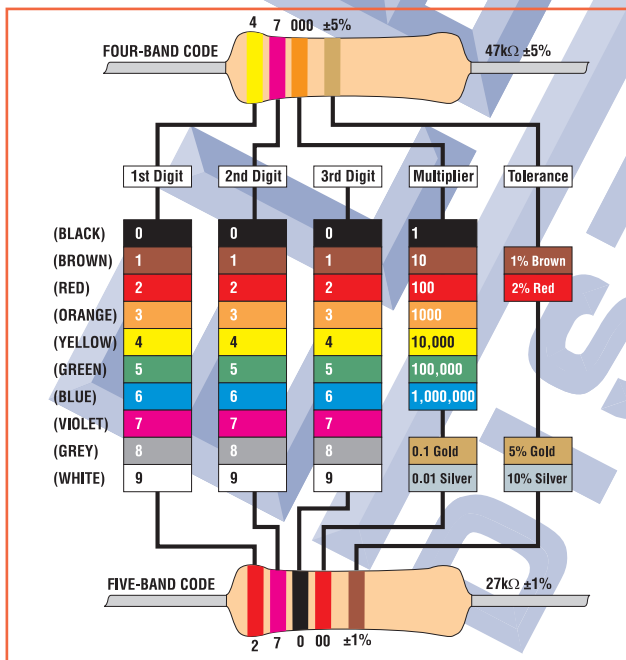 4 7 000 ±5%
FOUR-BAND CODE 47kΩ ±5%
1st Digit 2nd Digit 3rd Digit Multiplier Tolerance
(BLACK) 0 0 0 1
(BROWN) 1 1 1 10 1% Brown
(RED) 2 2 2 100 2% Red
(ORANGE) 3 3 3 1000
(YELLOW) 4 4 4 10,000
(GREEN) 5 5 5 100,000
(BLUE) 6 6 6 1,000,000
(VIOLET) 7 7 7
(GREY) 8 8 8 0.1 Gold 5% Gold
(WHITE) 9 9 9 0.01 Silver 10% Silver
FIVE-BAND CODE 27kΩ ±1%
2 7 0 00 ±1%